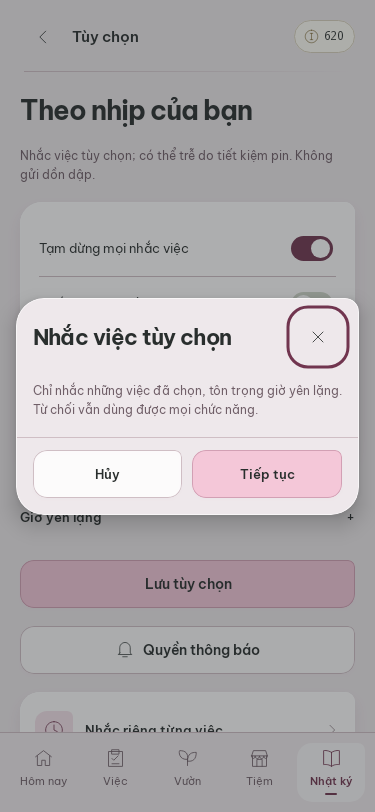 Tùy chọn
620
Theo nhịp của bạn
Nhắc việc tùy chọn; có thể trễ do tiết kiệm pin. Không
gửi dồn dập.
Tạm dừng mọi nhắc việc
Nhắc việc tùy chọn
Chỉ nhắc những việc đã chọn, tôn trọng giờ yên lặng.
Từ chối vẫn dùng được mọi chức năng.
Hủy
Tiếp tục
Giờ yên lặng
+
Lưu tùy chọn
Quyền thông báo
Nhắc riêng từng việc
Hôm nay
Việc
Vườn
Tiệm
Nhật ký